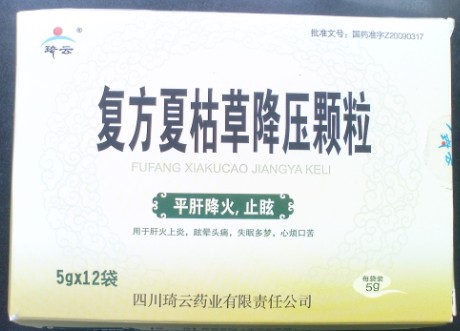 批准文号：国药准字Z20090317
®
琦云
复方夏枯草降压颗粒
FUFANG XIAKUCAO JIANGYA KELI
平肝降火，止眩
用于肝火上炎，眩晕头痛，失眠多梦，心烦口苦
5gx12袋
每袋装
5g
四川琦云药业有限责任公司